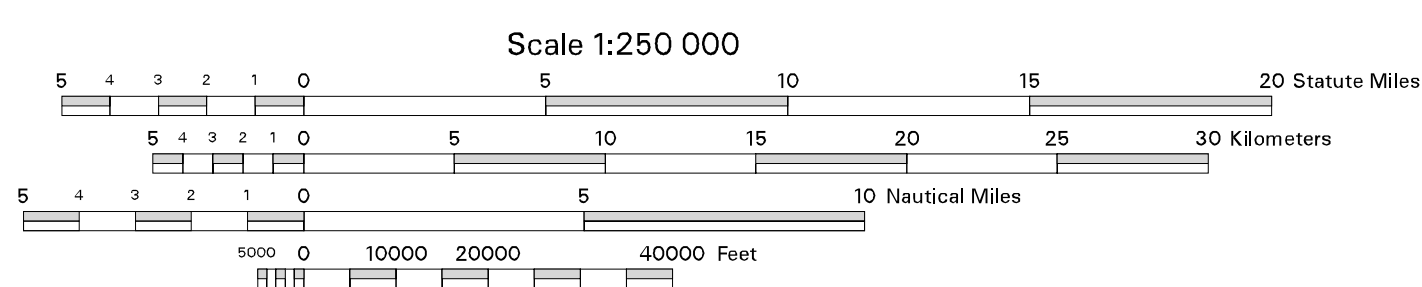 Scale 1:250 000
5 4 3 2 1 0 5 10 15 20 Statute Miles
5 4 3 2 1 0 5 10 15 20 25 30 Kilometers
5 4 3 2 1 0 5 10 Nautical Miles
5000 0 10000 20000 40000 Feet